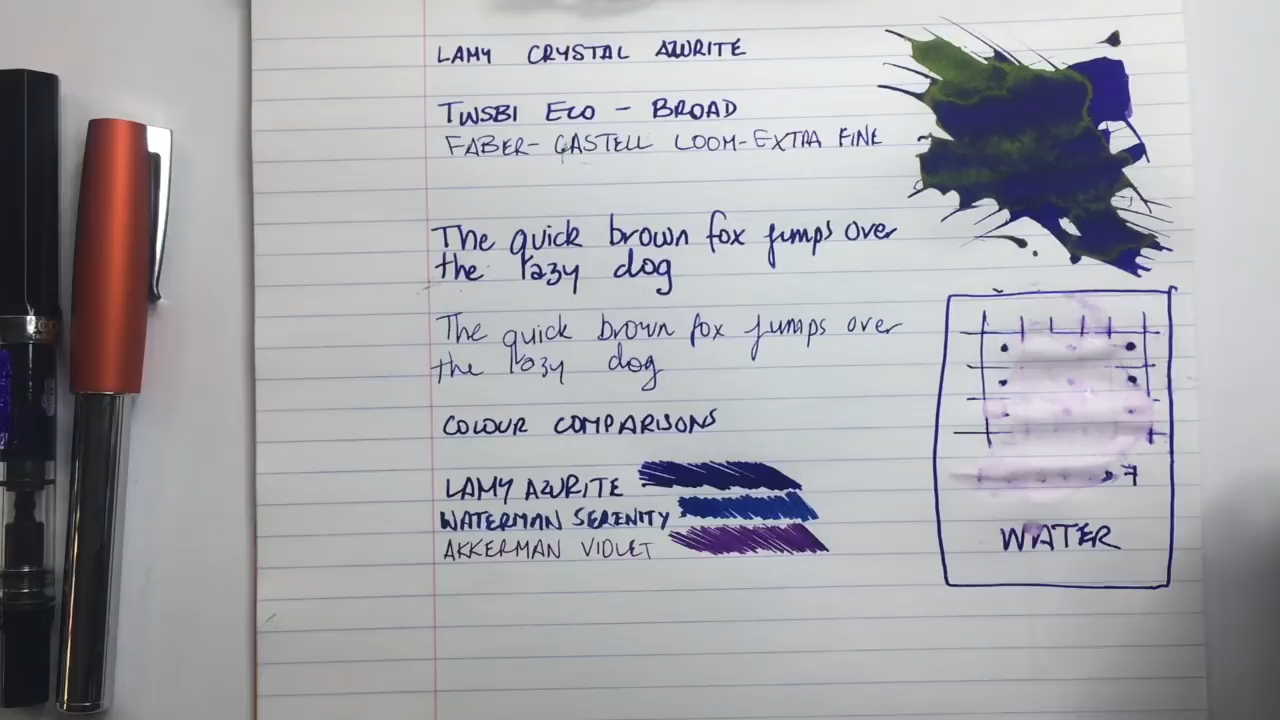 LAMY CRYSTAL AZURITE
TWSBI ECO - BROAD
FABER-CASTELL LOOM-EXTRA FINE
The quick brown fox jumps over
the lazy dog
The quick brown fox jumps over
the lazy dog
COLOUR COMPARISONS
LAMY AZURITE
WATERMAN SERENITY
AKKERMAN VIOLET
7
WATER
ECO